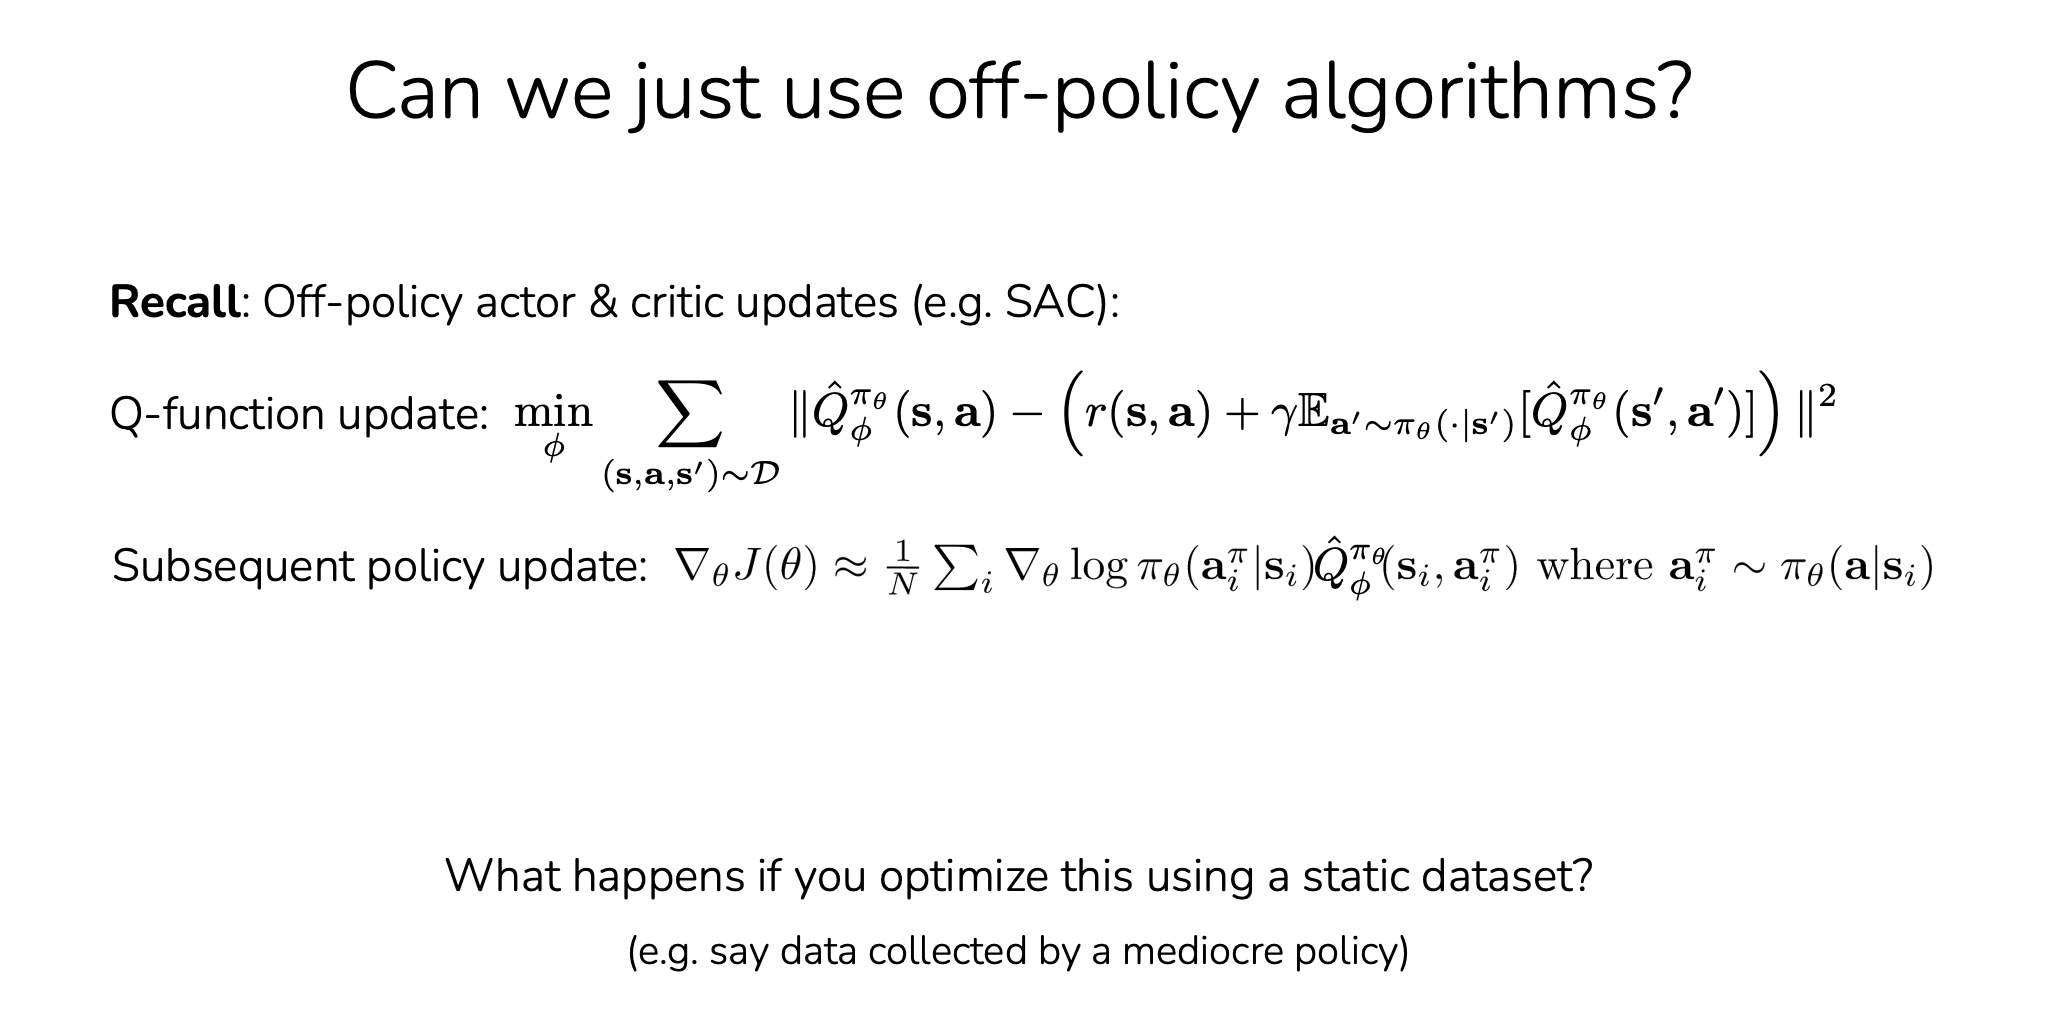 Can we just use off-policy algorithms?
Recall: Off-policy actor & critic updates (e.g. SAC):
Q-function update: $\min_{\phi} \sum_{(\mathbf{s},\mathbf{a},\mathbf{s}')\sim\mathcal{D}} \|\hat{Q}_{\phi}^{\pi_\theta}(\mathbf{s},\mathbf{a}) - \left(r(\mathbf{s},\mathbf{a}) + \gamma\mathbb{E}_{\mathbf{a}'\sim\pi_\theta(\cdot|\mathbf{s}')}[\hat{Q}_{\phi}^{\pi_\theta}(\mathbf{s}',\mathbf{a}')]\right)\|^2$
Subsequent policy update: $\nabla_\theta J(\theta) \approx \frac{1}{N}\sum_i \nabla_\theta \log \pi_\theta(\mathbf{a}_i^\pi|\mathbf{s}_i)\hat{Q}_{\phi}^{\pi_\theta}(\mathbf{s}_i,\mathbf{a}_i^\pi) \text{ where } \mathbf{a}_i^\pi \sim \pi_\theta(\mathbf{a}|\mathbf{s}_i)$
What happens if you optimize this using a static dataset?
(e.g. say data collected by a mediocre policy)